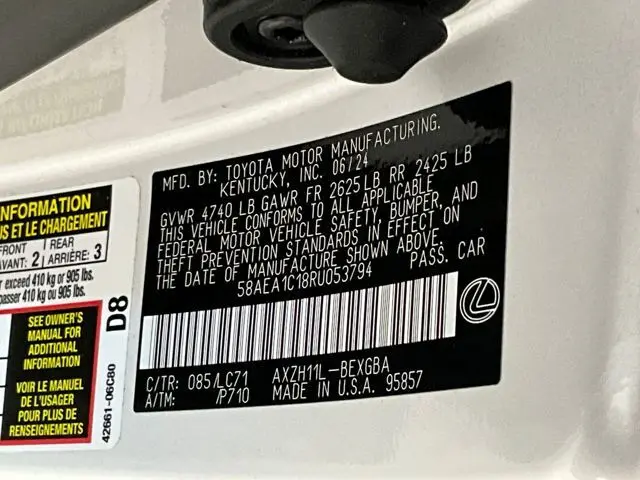 INFORMATION
US ET LE CHARGEMENT
FRONT REAR
AVANT: 2 ARRIÈRE: 3
exceed 410 kg or 905 lbs.
passer 410 kg ou 905 lbs.
SEE OWNER'S
MANUAL FOR
ADDITIONAL
INFORMATION
VOIR LE MANUEL
DE L'USAGER
POUR PLUS DE
RENSEIGNEMENTS
D8
42661-06C80
MFD. BY: TOYOTA MOTOR MANUFACTURING.
KENTUCKY, INC. 06/24
GVWR 4740 LB GAWR FR 2625 LB RR 2425 LB
THIS VEHICLE CONFORMS TO ALL APPLICABLE
FEDERAL MOTOR VEHICLE SAFETY, BUMPER, AND
THEFT PREVENTION STANDARDS IN EFFECT ON
THE DATE OF MANUFACTURE SHOWN ABOVE.
58AEA1C18RU053794 PASS. CAR
C/TR: 085/LC71 AXZH11L-BEXGBA
A/TM: /P710 MADE IN U.S.A. 95857